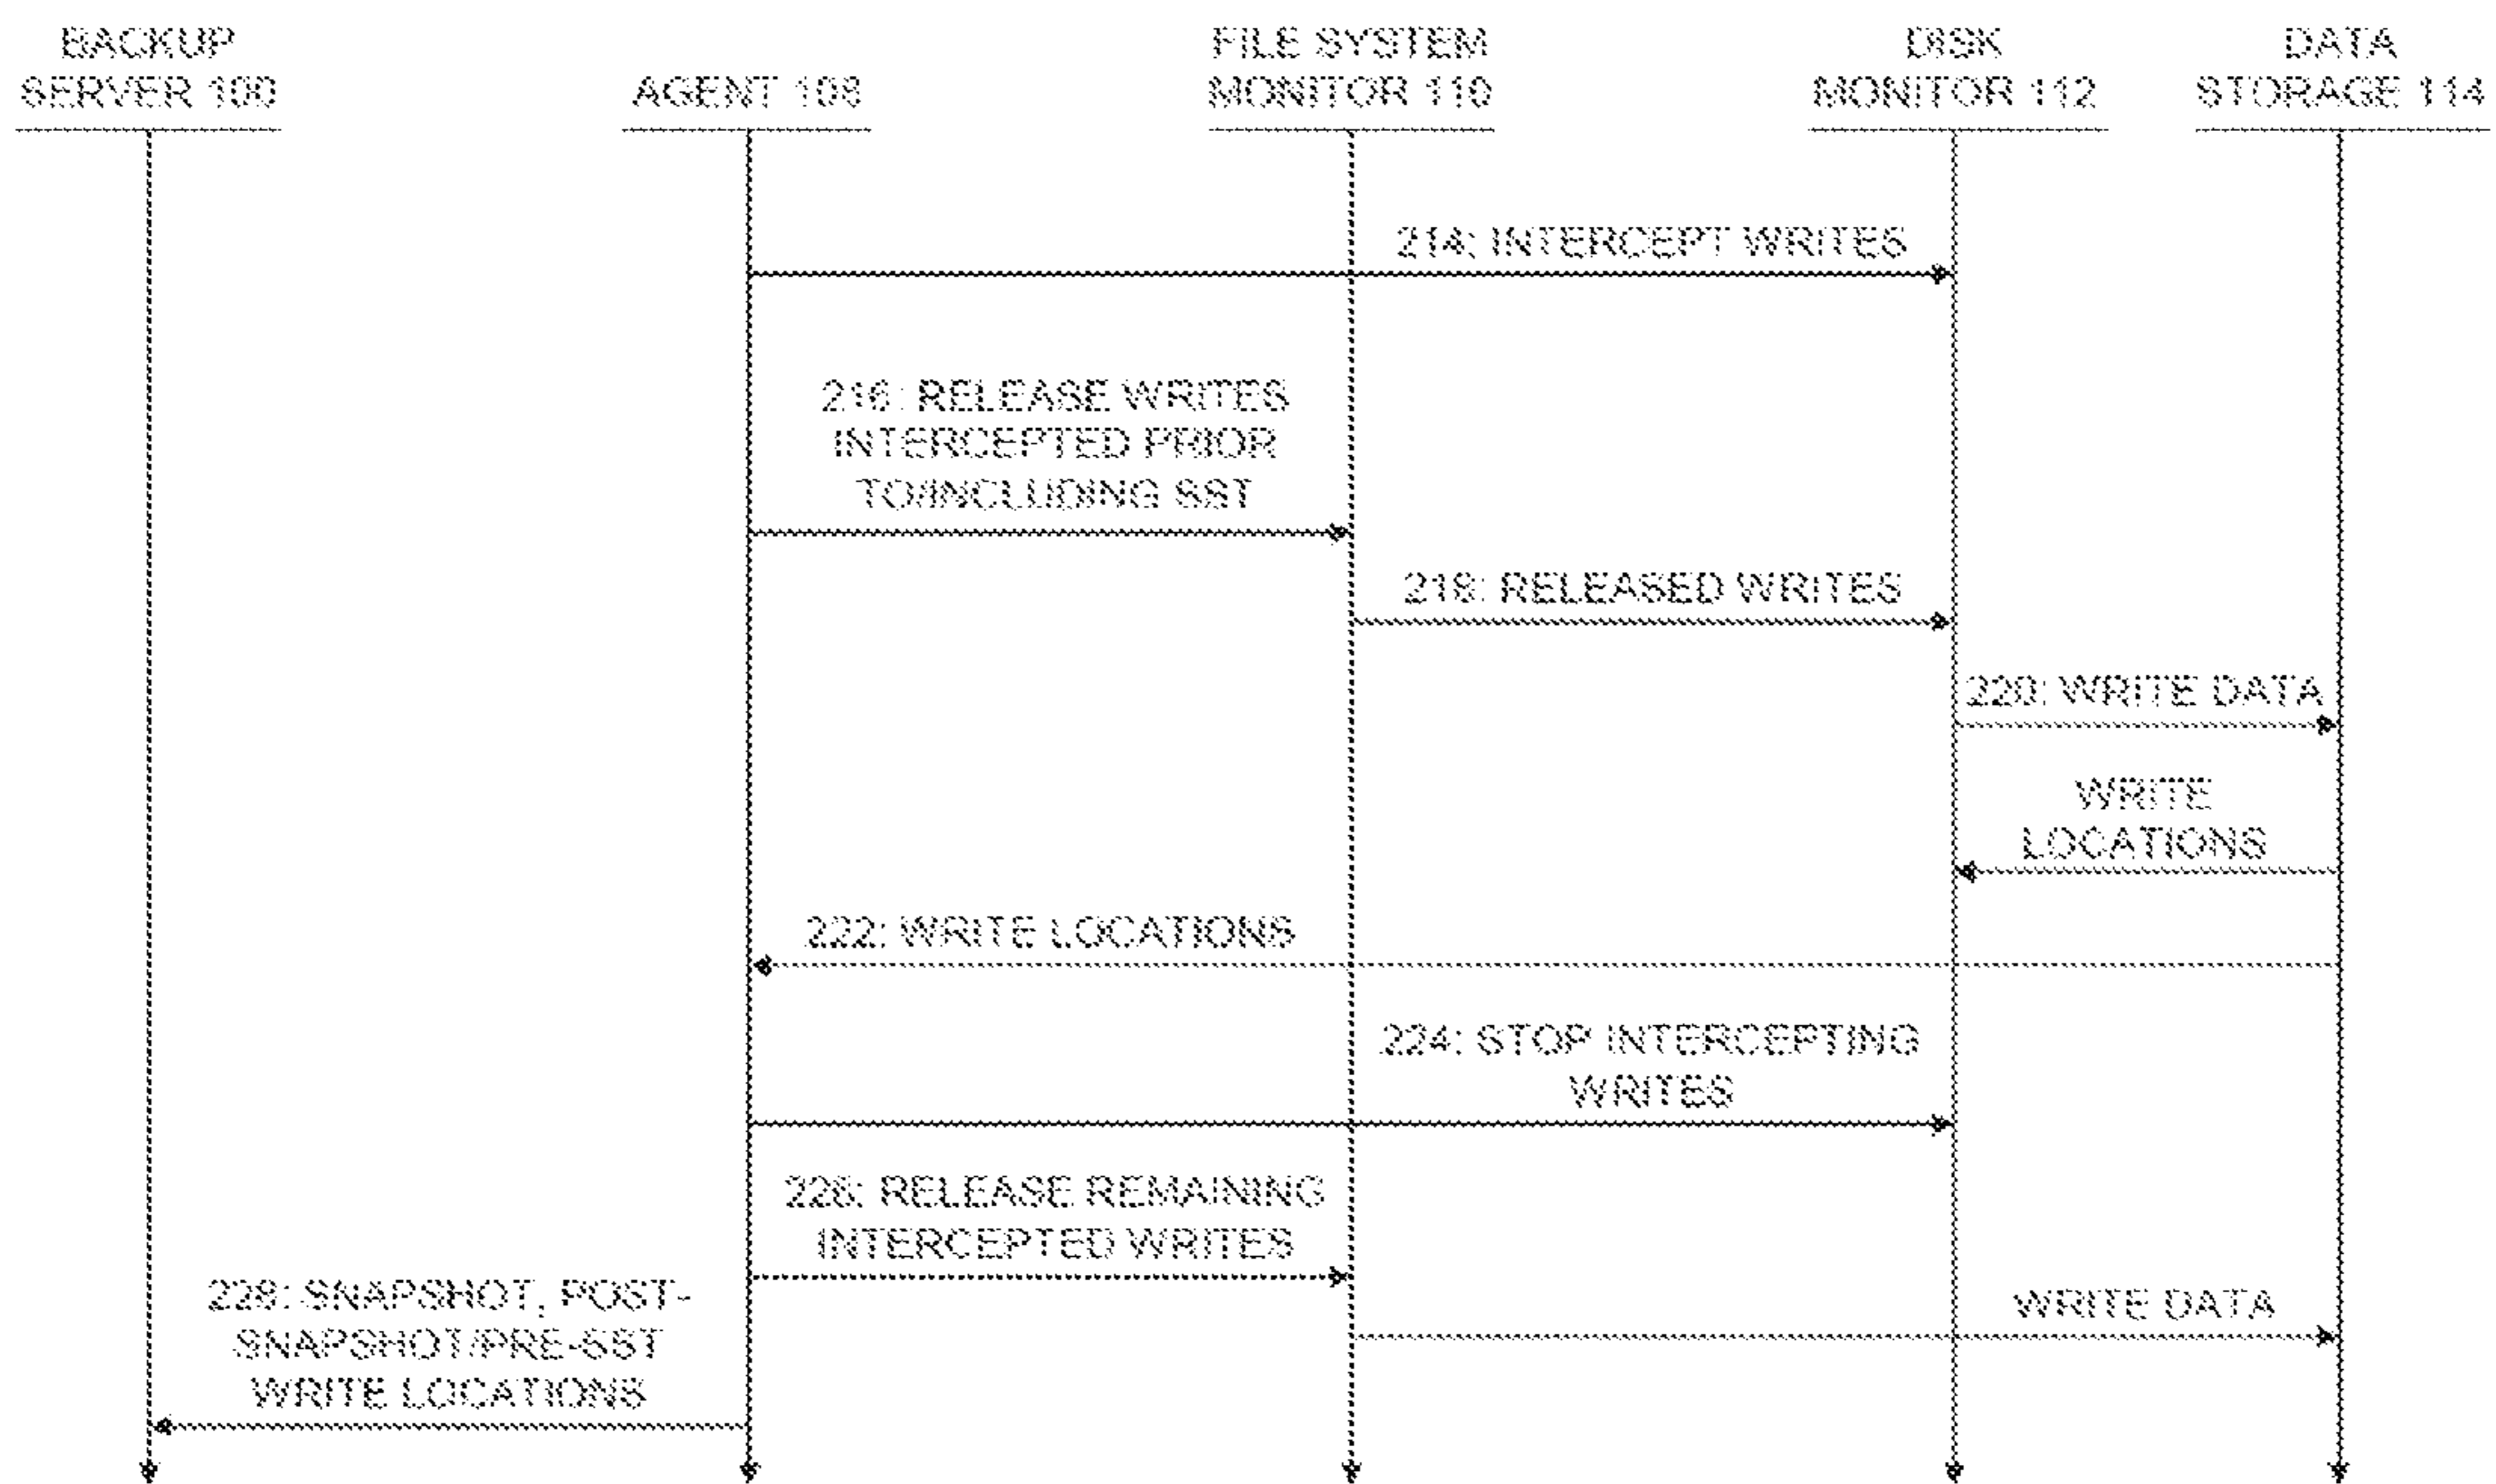 BACKUP
SERVER 100
AGENT 108
FILE SYSTEM
MONITOR 110
DISK
MONITOR 112
DATA
STORAGE 114
214: INTERCEPT WRITES
216: RELEASE WRITES
INTERCEPTED PRIOR
TO/INCLUDING SST
218: RELEASED WRITES
220: WRITE DATA
WRITE
LOCATIONS
222: WRITE LOCATIONS
224: STOP INTERCEPTING
WRITES
226: RELEASE REMAINING
INTERCEPTED WRITES
228: SNAPSHOT, POST-
SNAPSHOT/PRE-SST
WRITE LOCATIONS
WRITE DATA